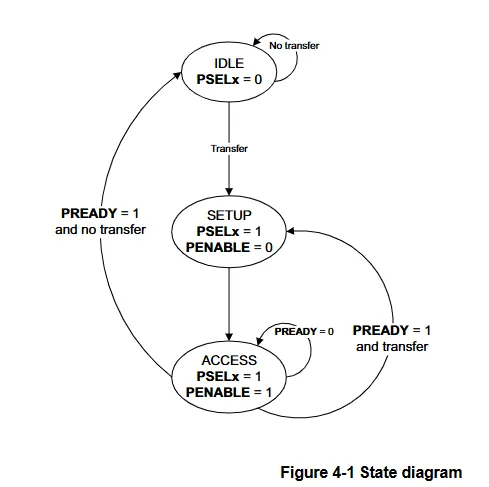 No transfer
IDLE
PSELx = 0
Transfer
PREADY = 1
and no transfer
SETUP
PSELx = 1
PENABLE = 0
PREADY = 0
PREADY = 1
and transfer
ACCESS
PSELx = 1
PENABLE = 1
Figure 4-1 State diagram